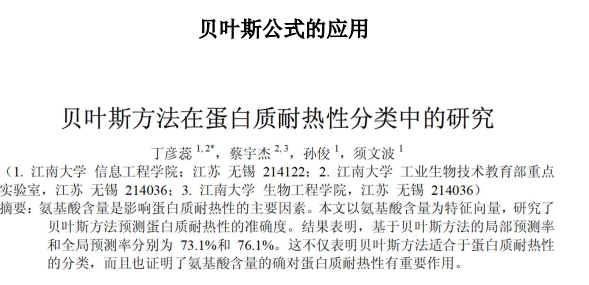 贝叶斯公式的应用
贝叶斯方法在蛋白质耐热性分类中的研究
丁彦蕊 1, 2*，蔡宇杰 2, 3，孙俊 1，须文波 1
（1. 江南大学 信息工程学院；江苏 无锡 214122；2. 江南大学 工业生物技术教育部重点
实验室，江苏 无锡 214036；3. 江南大学 生物工程学院，江苏 无锡 214036）
摘要：氨基酸含量是影响蛋白质耐热性的主要因素。本文以氨基酸含量为特征向量，研究了
贝叶斯方法预测蛋白质耐热性的准确度。结果表明，基于贝叶斯方法的局部预测率
和全局预测率分别为 73.1%和 76.1%。这不仅表明贝叶斯方法适合于蛋白质耐热性
的分类，而且也证明了氨基酸含量的确对蛋白质耐热性有重要作用。